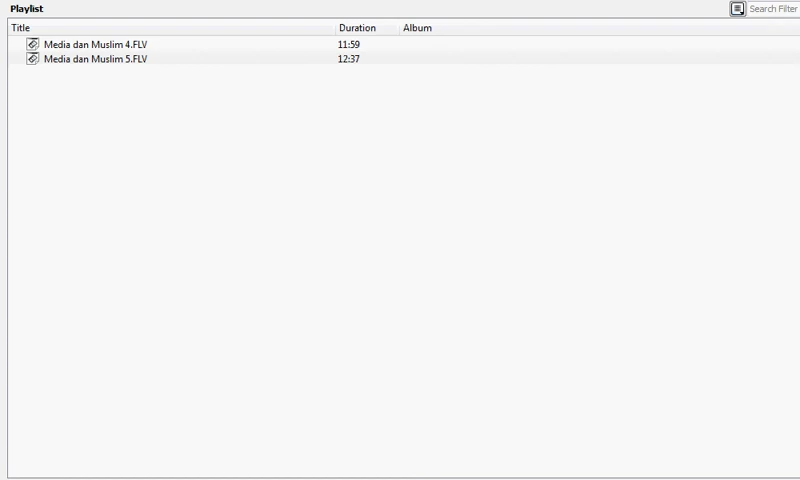 Playlist
Search Filter
Title Duration Album
Media dan Muslim 4.FLV 11:59
Media dan Muslim 5.FLV 12:37